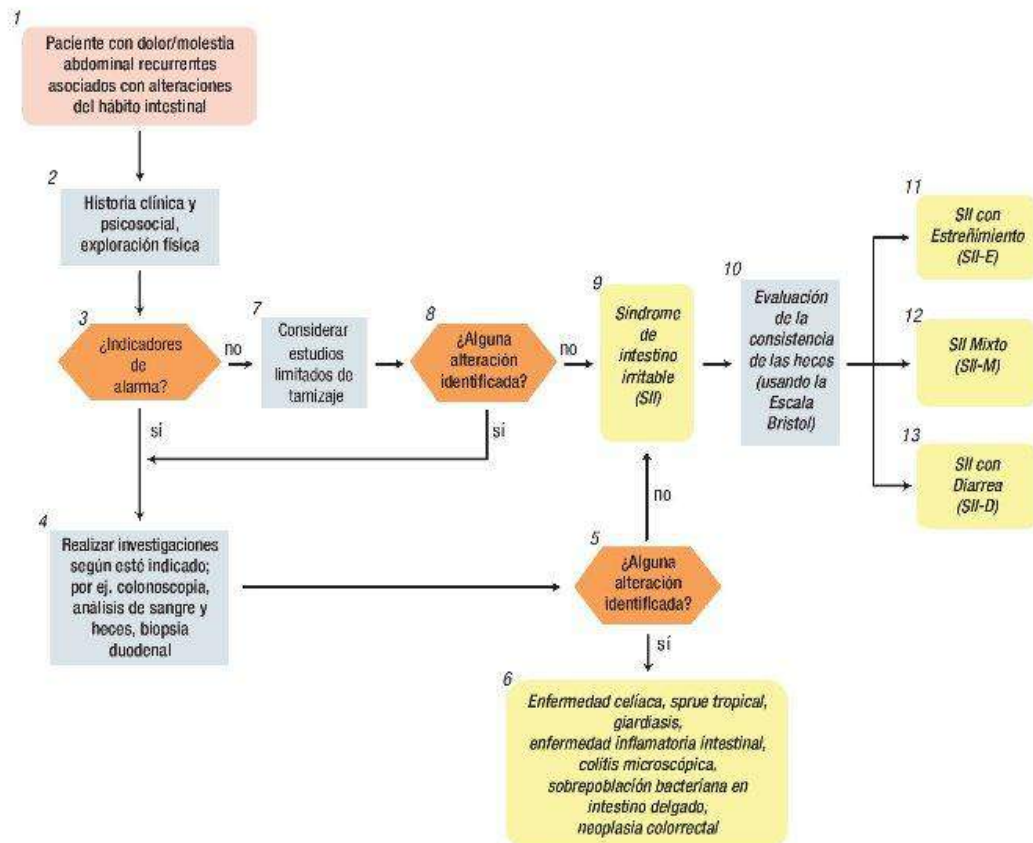 1
Paciente con dolor/molestia
abdominal recurrentes
asociados con alteraciones
del hábito intestinal
2
Historia clínica y
psicosocial,
exploración física
3
¿Indicadores
de
alarma?
no
sí
7
Considerar
estudios
limitados de
tamizaje
8
¿Alguna
alteración
identificada?
no
sí
9
Síndrome
de
intestino
irritable
(SII)
10
Evaluación
de la
consistencia
de las heces
(usando la
Escala
Bristol)
11
SII con
Estreñimiento
(SII-E)
12
SII Mixto
(SII-M)
13
SII con
Diarrea
(SII-D)
4
Realizar investigaciones
según esté indicado;
por ej. colonoscopia,
análisis de sangre y
heces, biopsia
duodenal
5
¿Alguna
alteración
identificada?
no
sí
6
Enfermedad celíaca, sprue tropical,
giardiasis,
enfermedad inflamatoria intestinal,
colitis microscópica,
sobrepoblación bacteriana en
intestino delgado,
neoplasia colorrectal